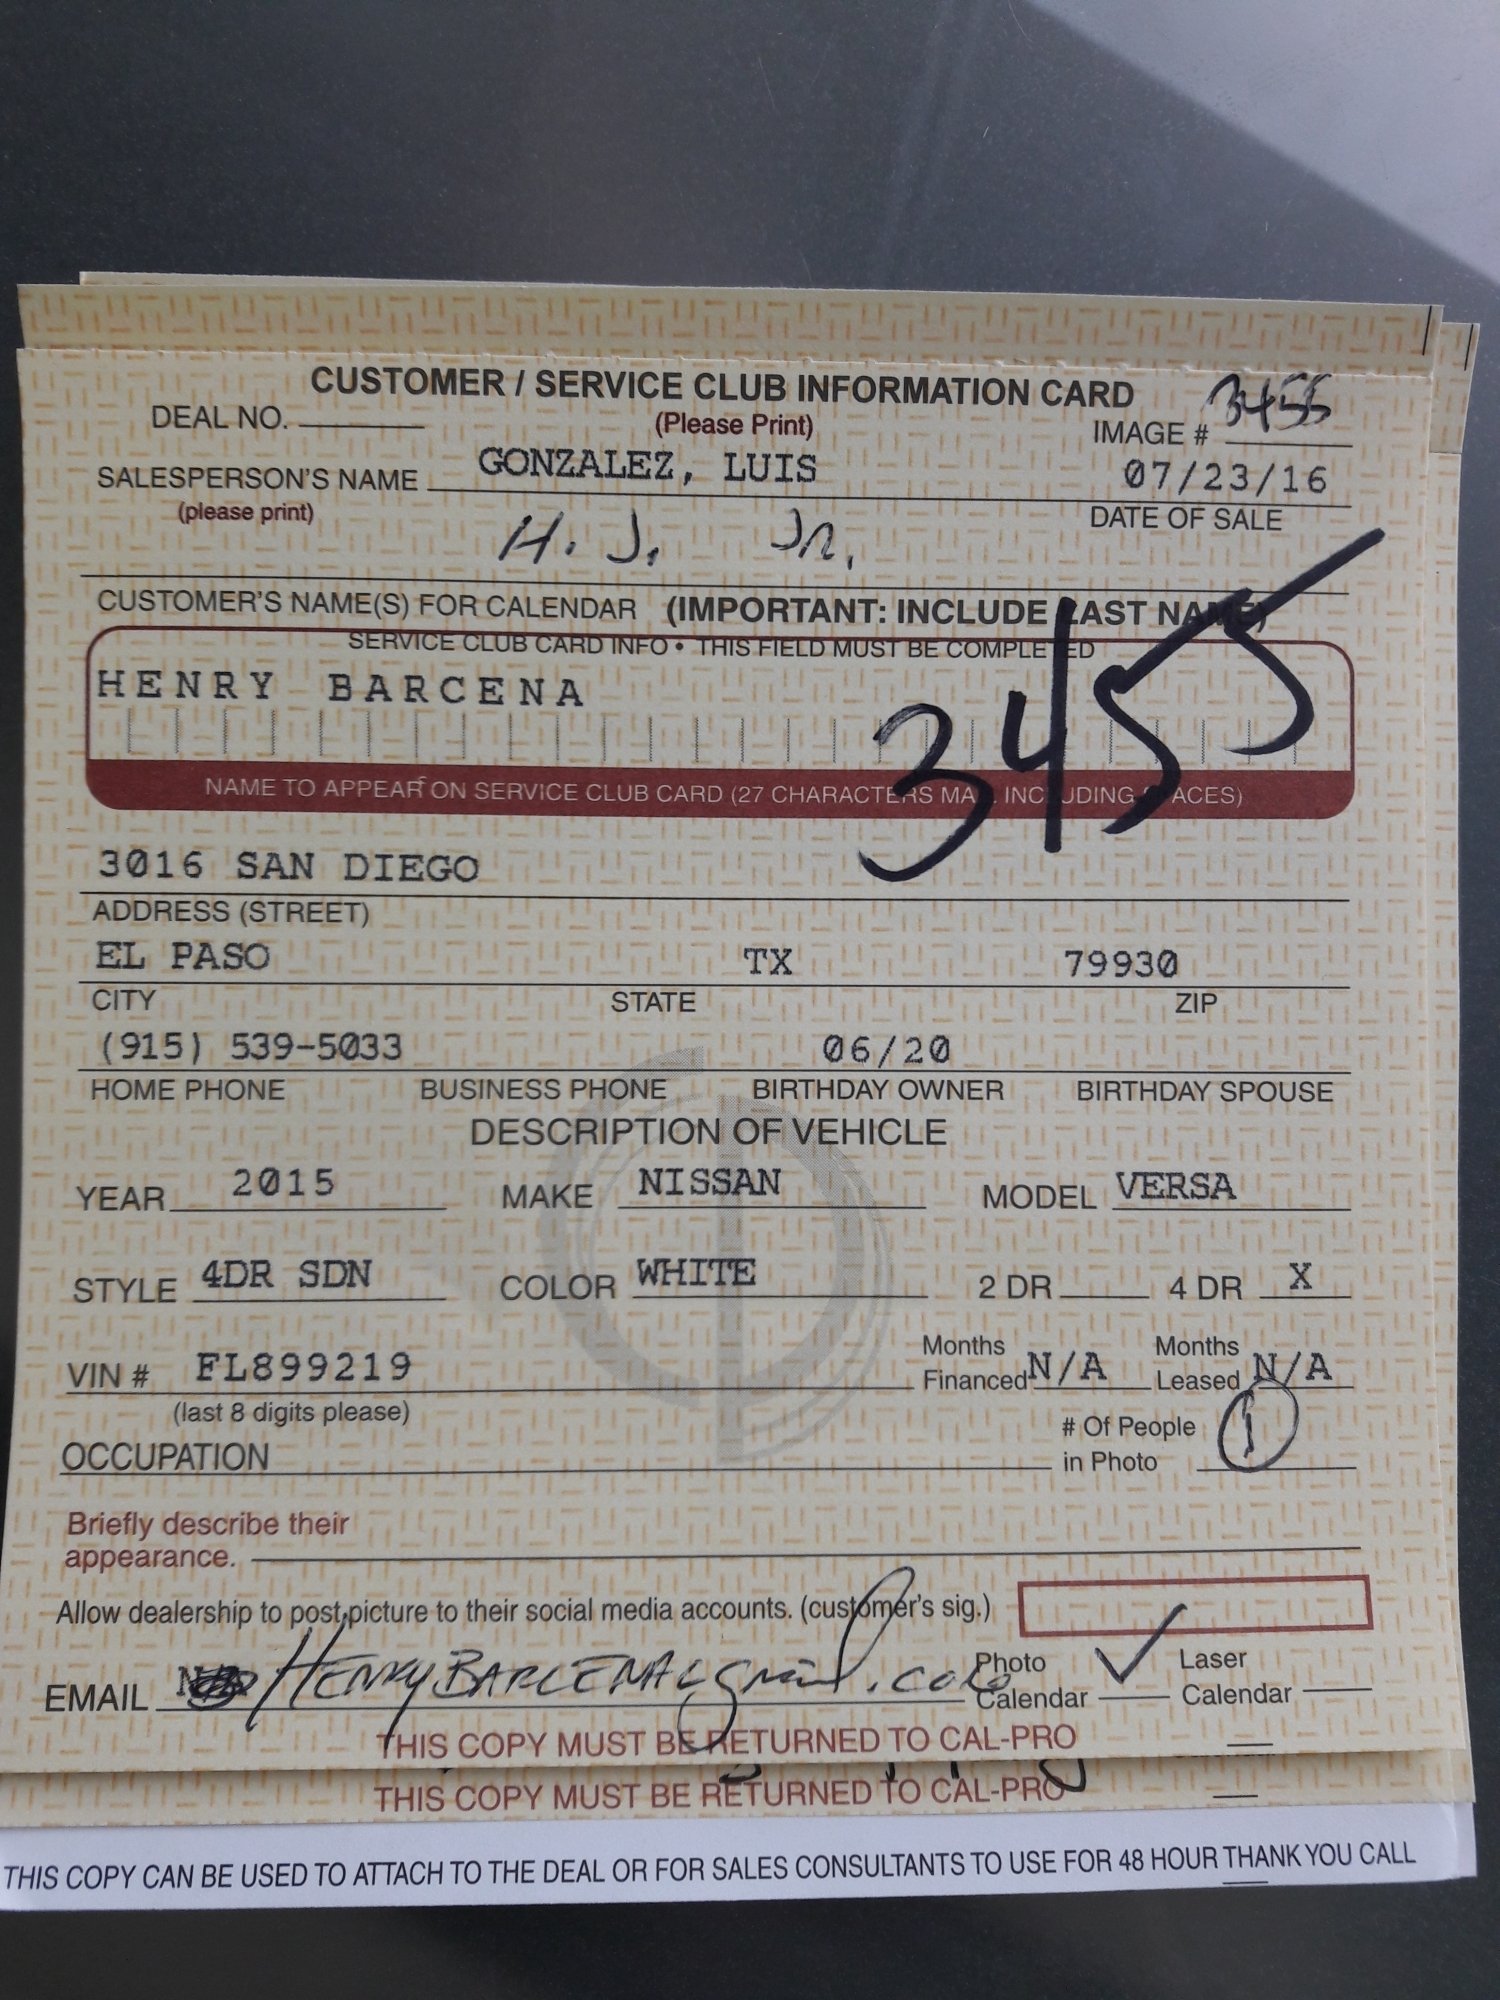 CUSTOMER / SERVICE CLUB INFORMATION CARD
DEAL NO. (Please Print) IMAGE # 3455
SALESPERSON'S NAME GONZALEZ, LUIS 07/23/16
(please print) DATE OF SALE
H. J. Jr.
CUSTOMER'S NAME(S) FOR CALENDAR (IMPORTANT: INCLUDE LAST NAME)
SERVICE CLUB CARD INFO • THIS FIELD MUST BE COMPLETED
HENRY BARCENA
3455
NAME TO APPEAR ON SERVICE CLUB CARD (27 CHARACTERS MAX. INCLUDING SPACES)
3016 SAN DIEGO
ADDRESS (STREET)
EL PASO TX 79930
CITY STATE ZIP
(915) 539-5033 06/20
HOME PHONE BUSINESS PHONE BIRTHDAY OWNER BIRTHDAY SPOUSE
DESCRIPTION OF VEHICLE
YEAR 2015 MAKE NISSAN MODEL VERSA
STYLE 4DR SDN COLOR WHITE 2 DR 4 DR X
VIN # FL899219 Months Financed N/A Months Leased N/A
(last 8 digits please)
OCCUPATION # Of People in Photo 1
Briefly describe their
appearance.
Allow dealership to post picture to their social media accounts. (customer's sig.)
EMAIL Photo Calendar ✓ Laser Calendar
THIS COPY MUST BE RETURNED TO CAL-PRO
THIS COPY MUST BE RETURNED TO CAL-PRO
THIS COPY CAN BE USED TO ATTACH TO THE DEAL OR FOR SALES CONSULTANTS TO USE FOR 48 HOUR THANK YOU CALL